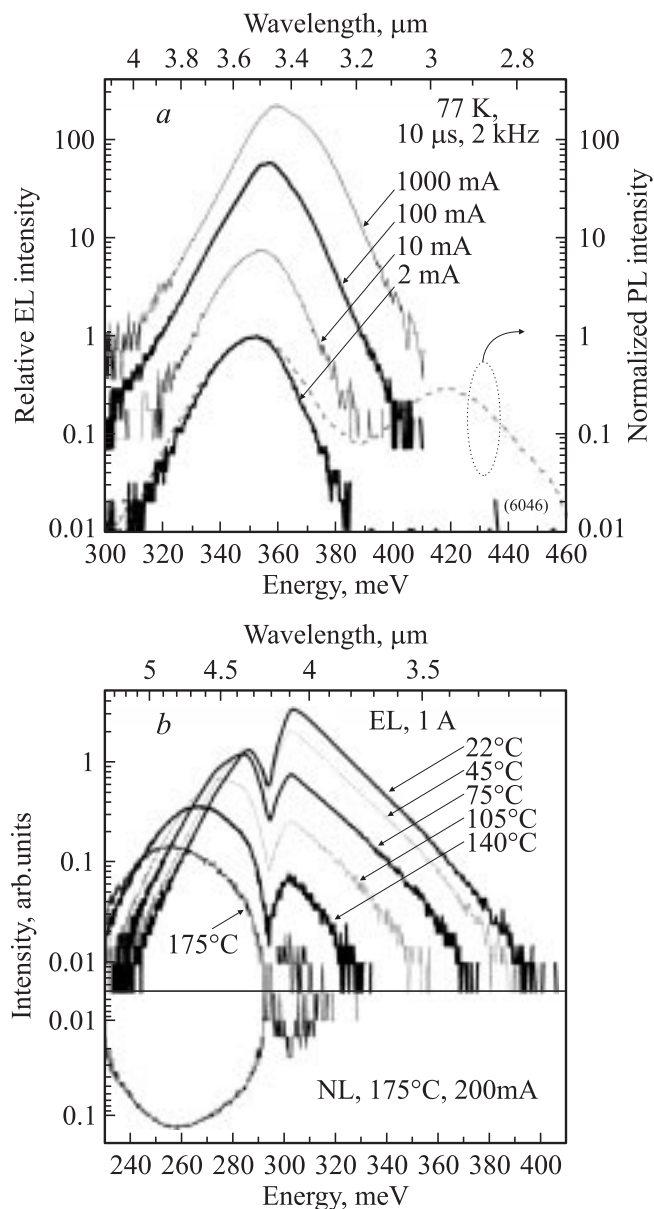 Wavelength, μm
4 3.8 3.6 3.4 3.2 3 2.8
a
77 K,
10 μs, 2 kHz
100
10
1
0.1
0.01
Relative EL intensity
1000 mA
100 mA
10 mA
2 mA
100
10
1
0.1
0.01
Normalized PL intensity
(6046)
300 320 340 360 380 400 420 440 460
Energy, meV
Wavelength, μm
5 4.5 4 3.5
b
EL, 1 A
1
0.1
0.01
0.01
0.1
Intensity, arb.units
22°C
45°C
75°C
105°C
140°C
175°C
NL, 175°C, 200mA
240 260 280 300 320 340 360 380 400
Energy, meV